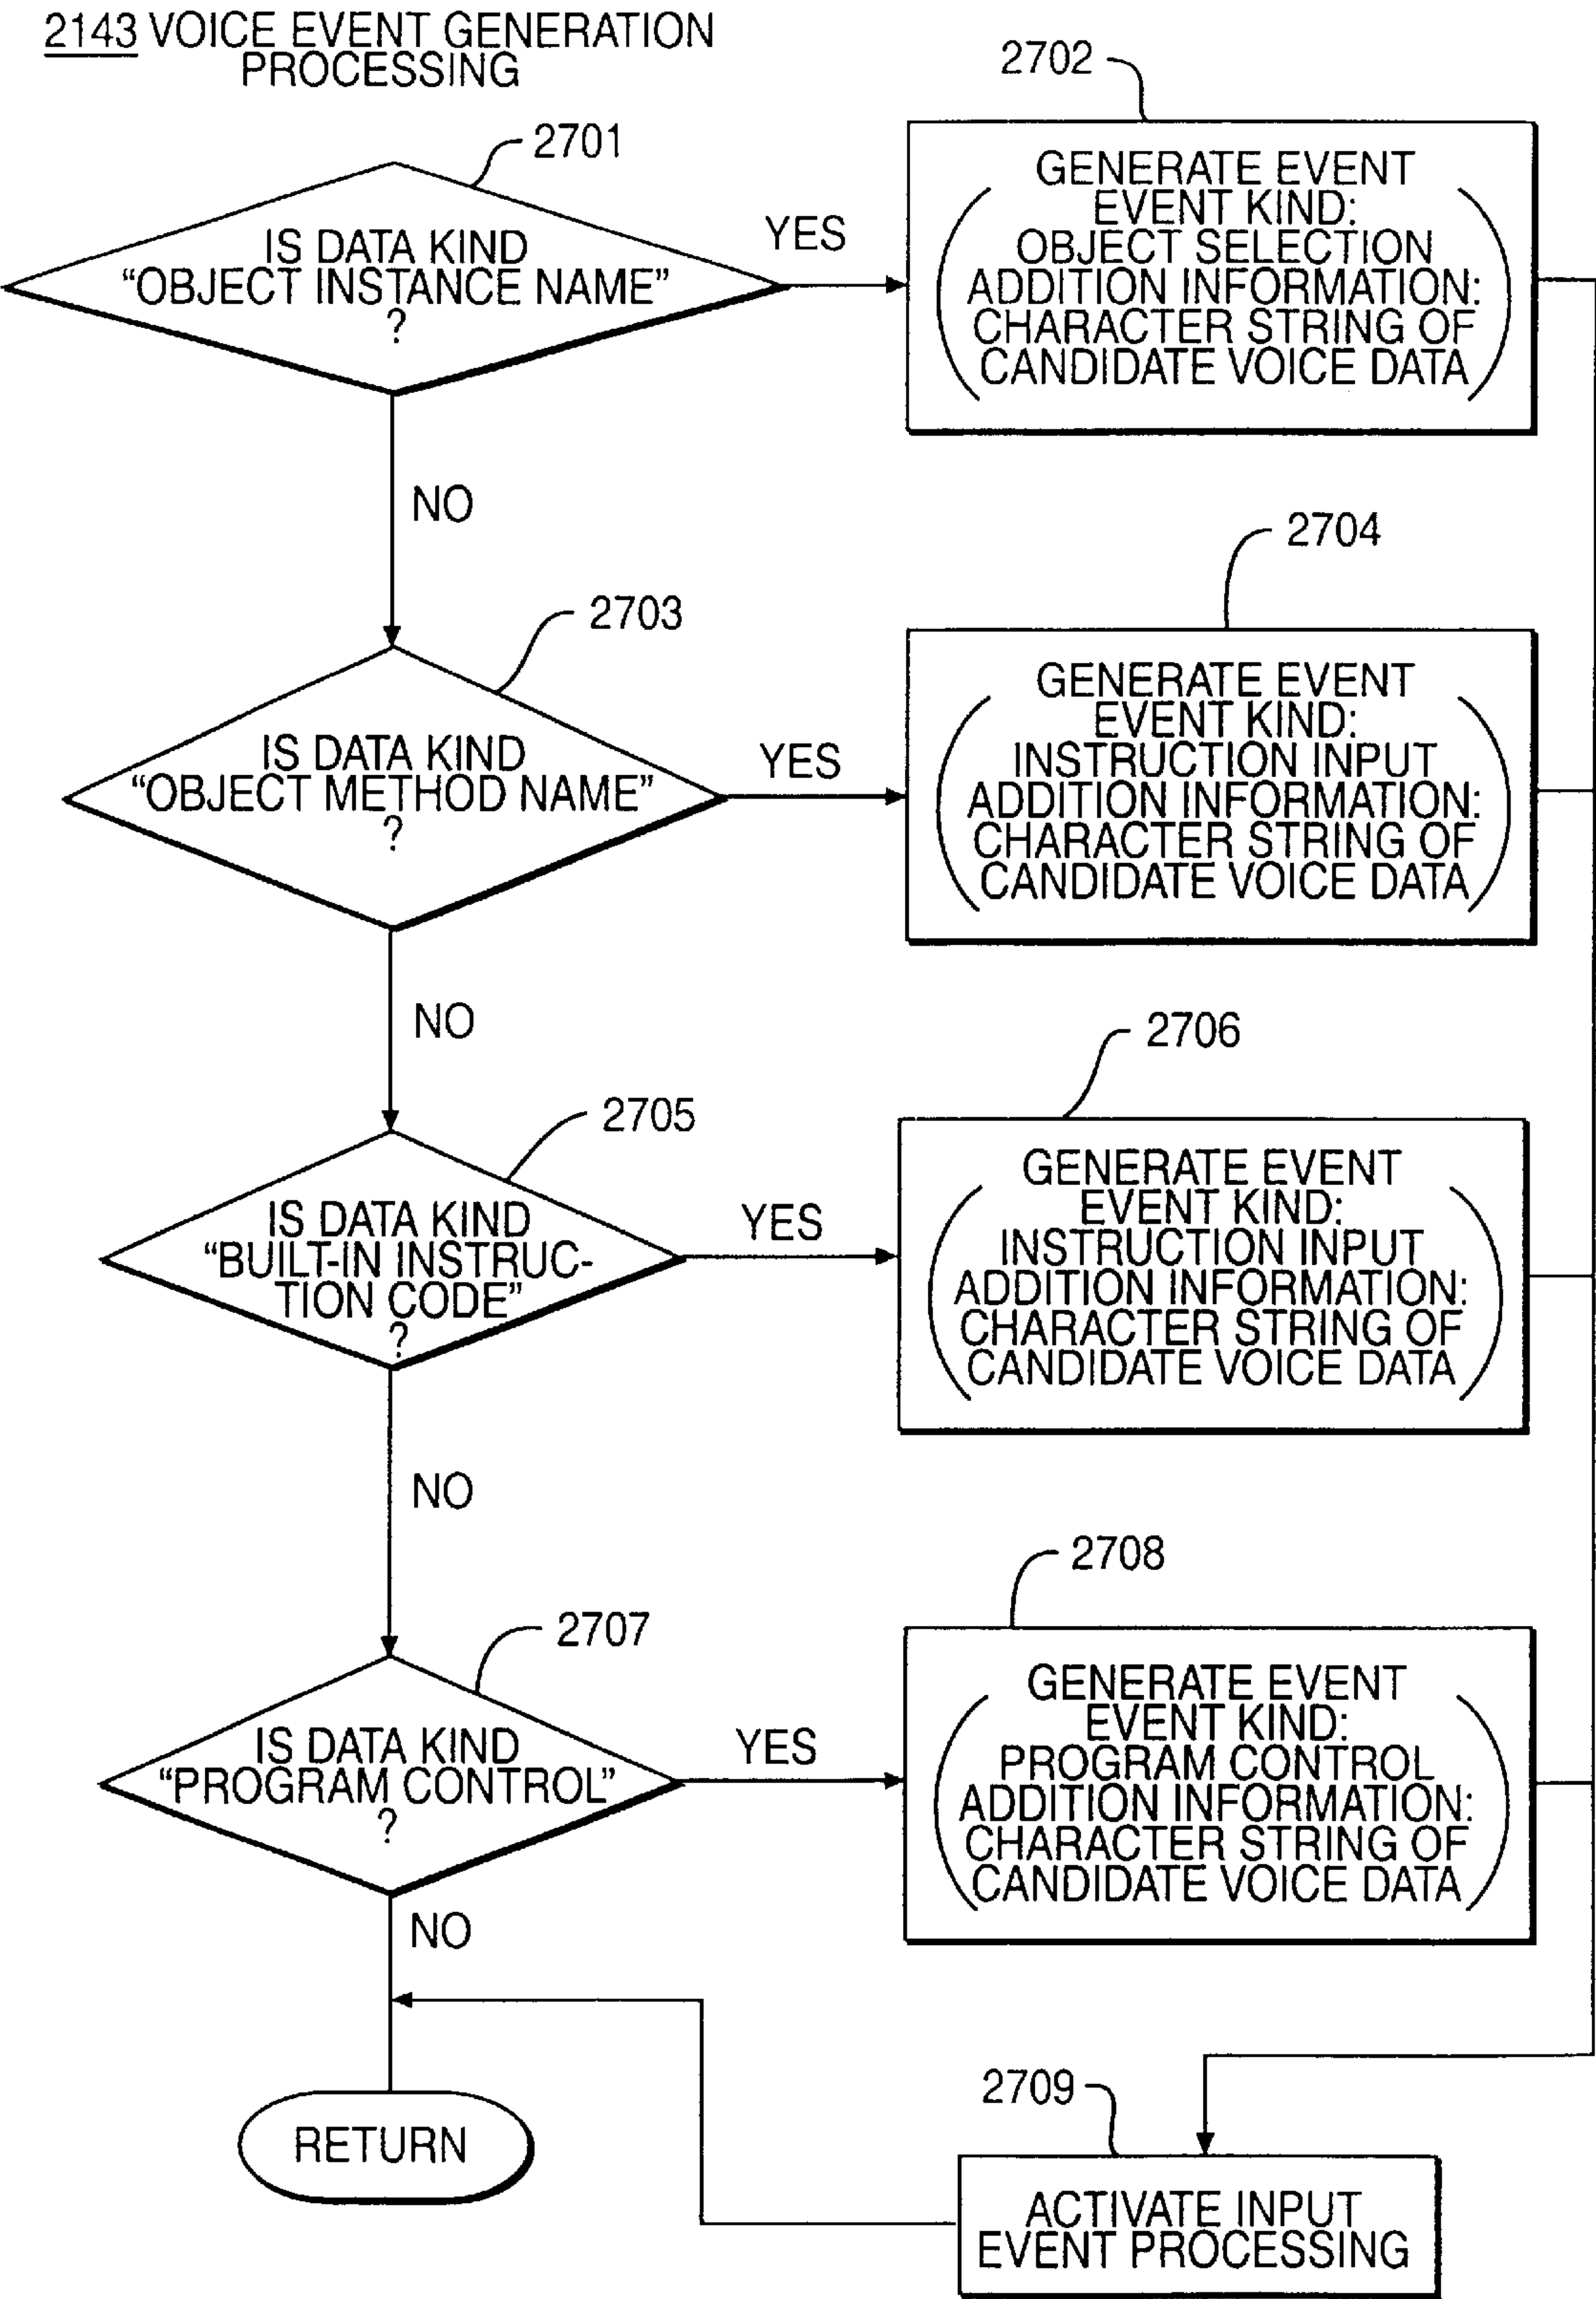 2143 VOICE EVENT GENERATION
PROCESSING
2701
IS DATA KIND
“OBJECT INSTANCE NAME”
?
YES
2702
GENERATE EVENT
EVENT KIND:
OBJECT SELECTION
ADDITION INFORMATION:
CHARACTER STRING OF
CANDIDATE VOICE DATA
NO
2703
IS DATA KIND
“OBJECT METHOD NAME”
?
YES
2704
GENERATE EVENT
EVENT KIND:
INSTRUCTION INPUT
ADDITION INFORMATION:
CHARACTER STRING OF
CANDIDATE VOICE DATA
NO
2705
IS DATA KIND
“BUILT-IN INSTRUC-
TION CODE”
?
YES
2706
GENERATE EVENT
EVENT KIND:
INSTRUCTION INPUT
ADDITION INFORMATION:
CHARACTER STRING OF
CANDIDATE VOICE DATA
NO
2707
IS DATA KIND
“PROGRAM CONTROL”
?
YES
2708
GENERATE EVENT
EVENT KIND:
PROGRAM CONTROL
ADDITION INFORMATION:
CHARACTER STRING OF
CANDIDATE VOICE DATA
NO
RETURN
2709
ACTIVATE INPUT
EVENT PROCESSING